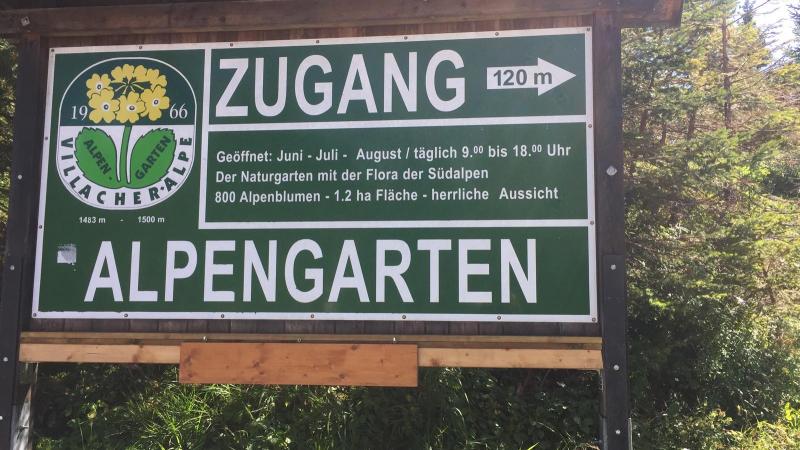 ZUGANG
120 m
19 66
ALPEN GARTEN
VILLACHER·ALPE
1483 m - 1500 m
Geöffnet: Juni - Juli - August / täglich 9.00 bis 18.00 Uhr
Der Naturgarten mit der Flora der Südalpen
800 Alpenblumen - 1.2 ha Fläche - herrliche Aussicht
ALPENGARTEN